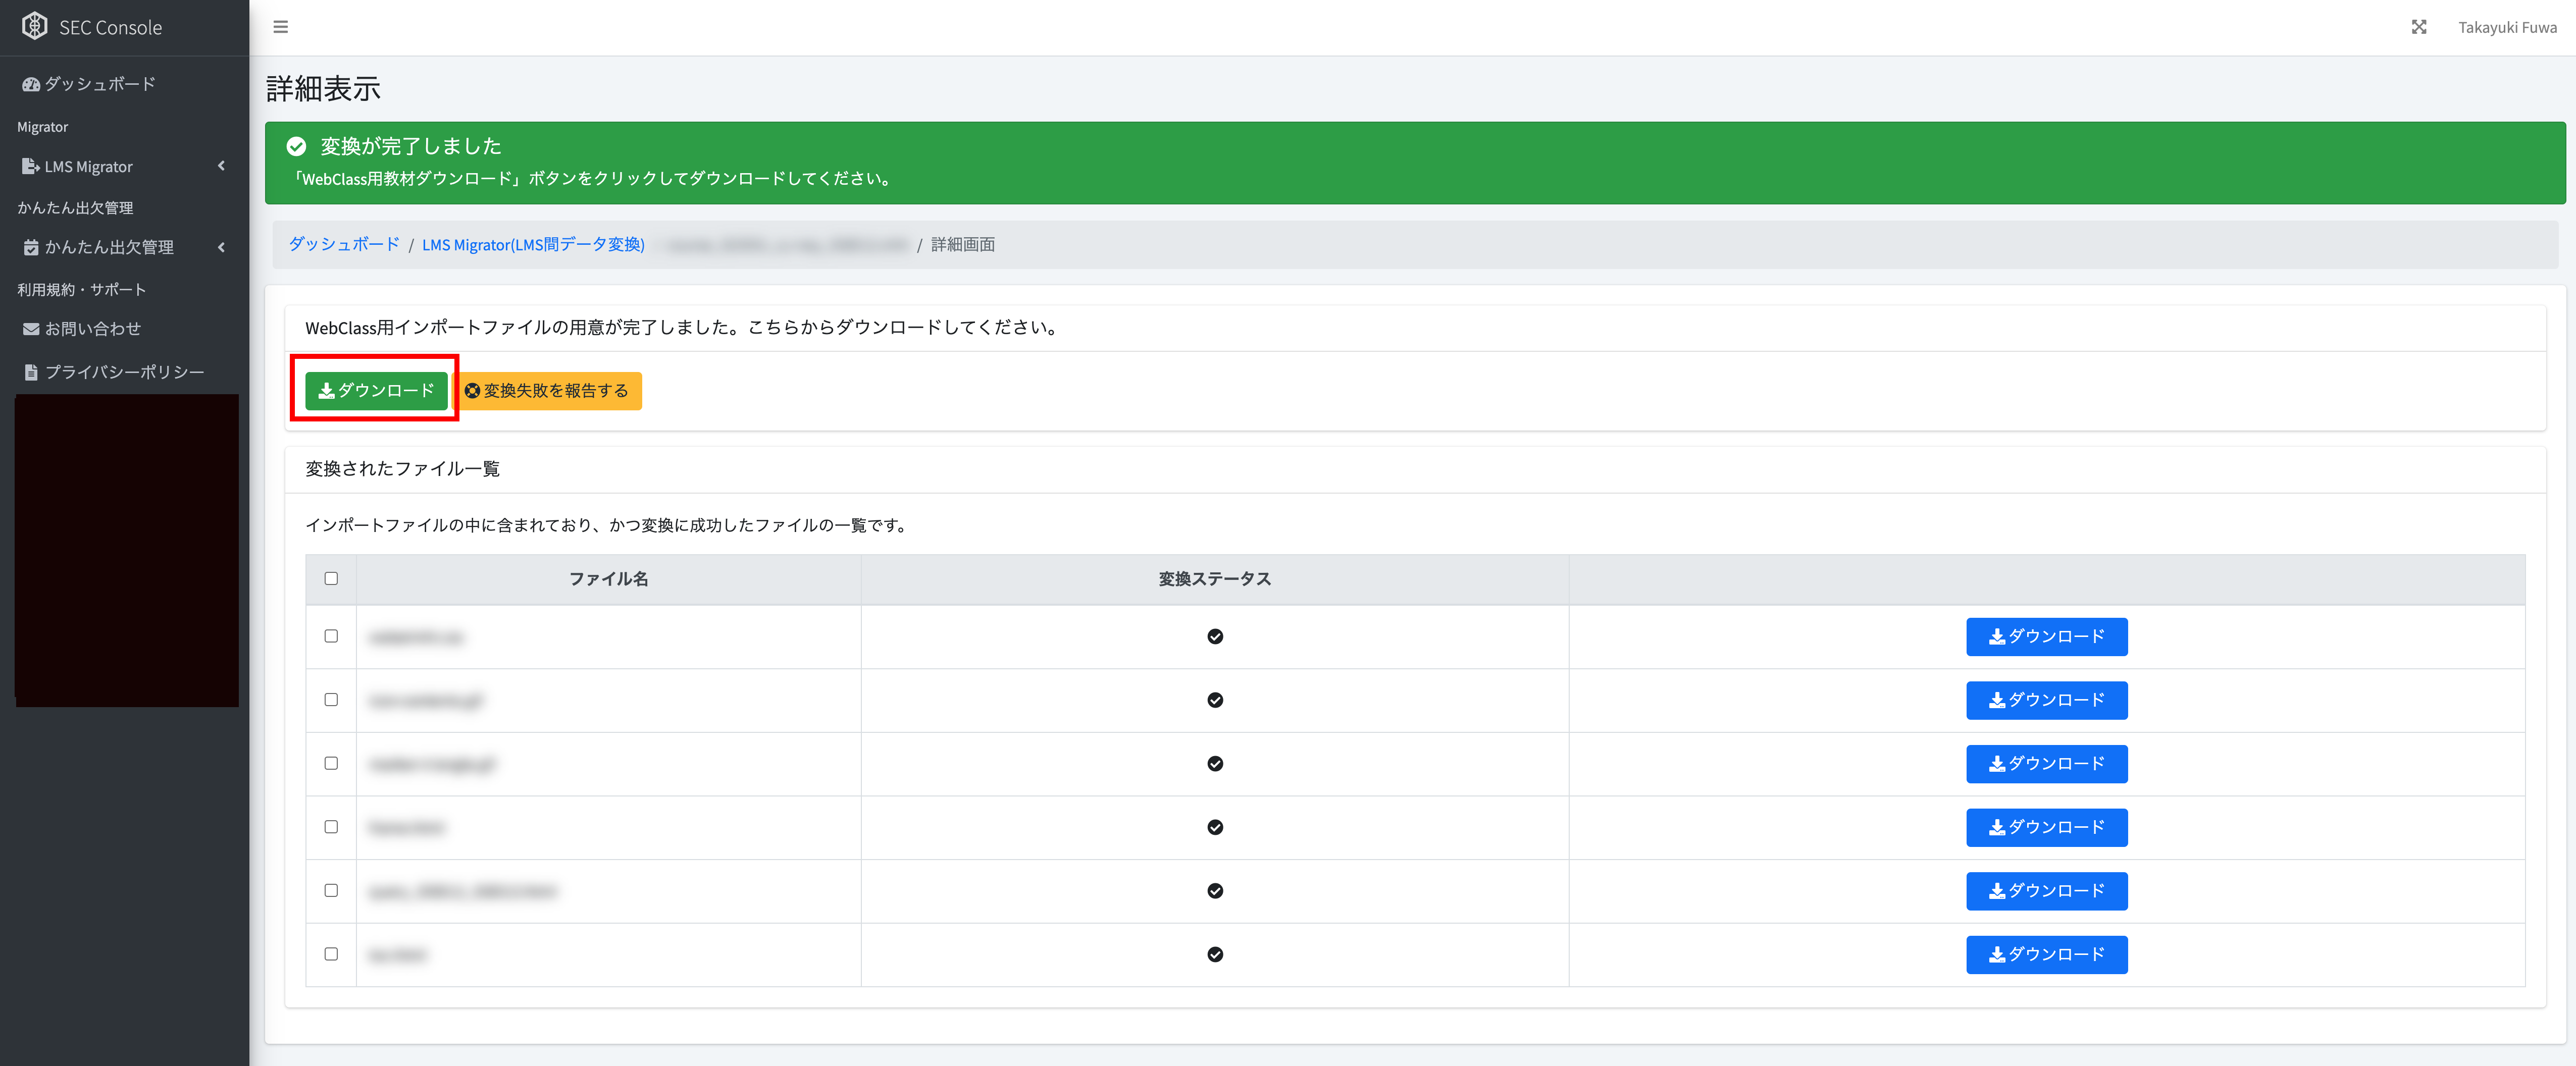 SEC Console
Takayuki Fuwa
ダッシュボード
Migrator
LMS Migrator
かんたん出欠管理
かんたん出欠管理
利用規約・サポート
お問い合わせ
プライバシーポリシー
詳細表示
変換が完了しました
「WebClass用教材ダウンロード」ボタンをクリックしてダウンロードしてください。
ダッシュボード / LMS Migrator(LMS間データ変換) / 詳細画面
WebClass用インポートファイルの用意が完了しました。こちらからダウンロードしてください。
ダウンロード 変換失敗を報告する
変換されたファイル一覧
インポートファイルの中に含まれており、かつ変換に成功したファイルの一覧です。
ファイル名 変換ステータス
ダウンロード
ダウンロード
ダウンロード
ダウンロード
ダウンロード
ダウンロード